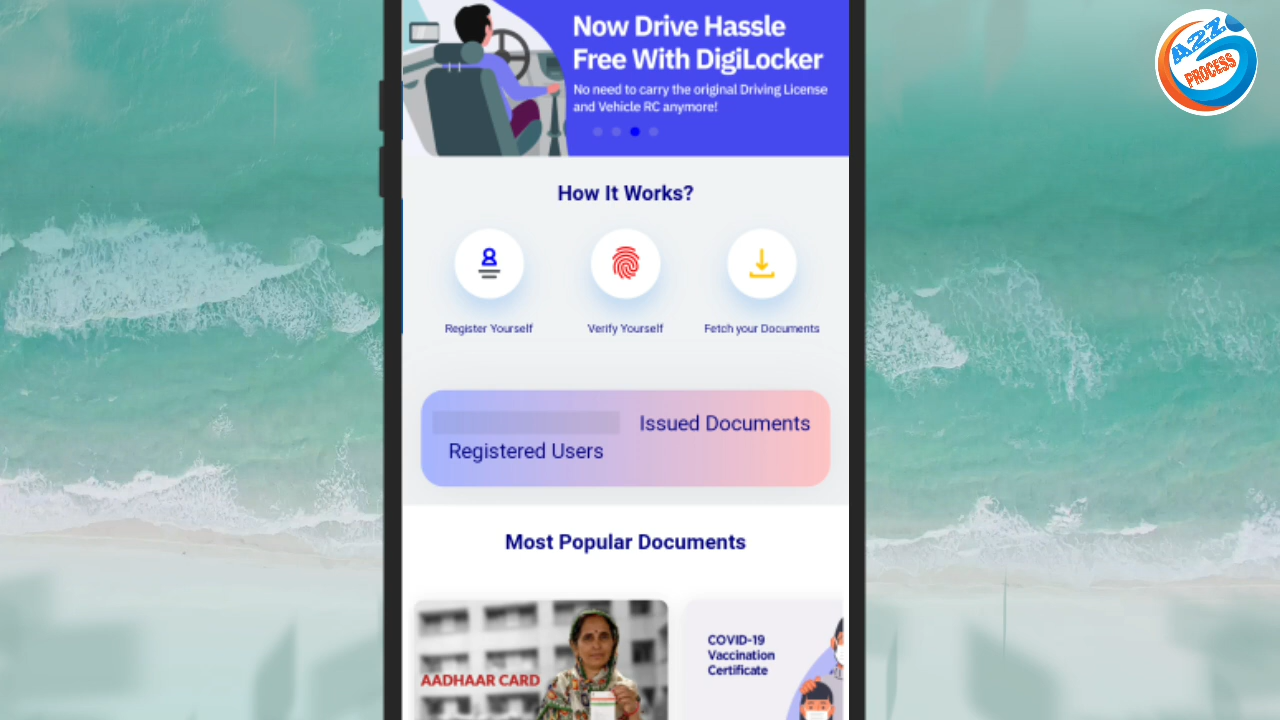 Now Drive Hassle
Free With DigiLocker
No need to carry the original Driving License
and Vehicle RC anymore!
A2Z
PROCESS
How It Works?
Register Yourself
Verify Yourself
Fetch your Documents
Issued Documents
Registered Users
Most Popular Documents
AADHAAR CARD
COVID-19
Vaccination
Certificate